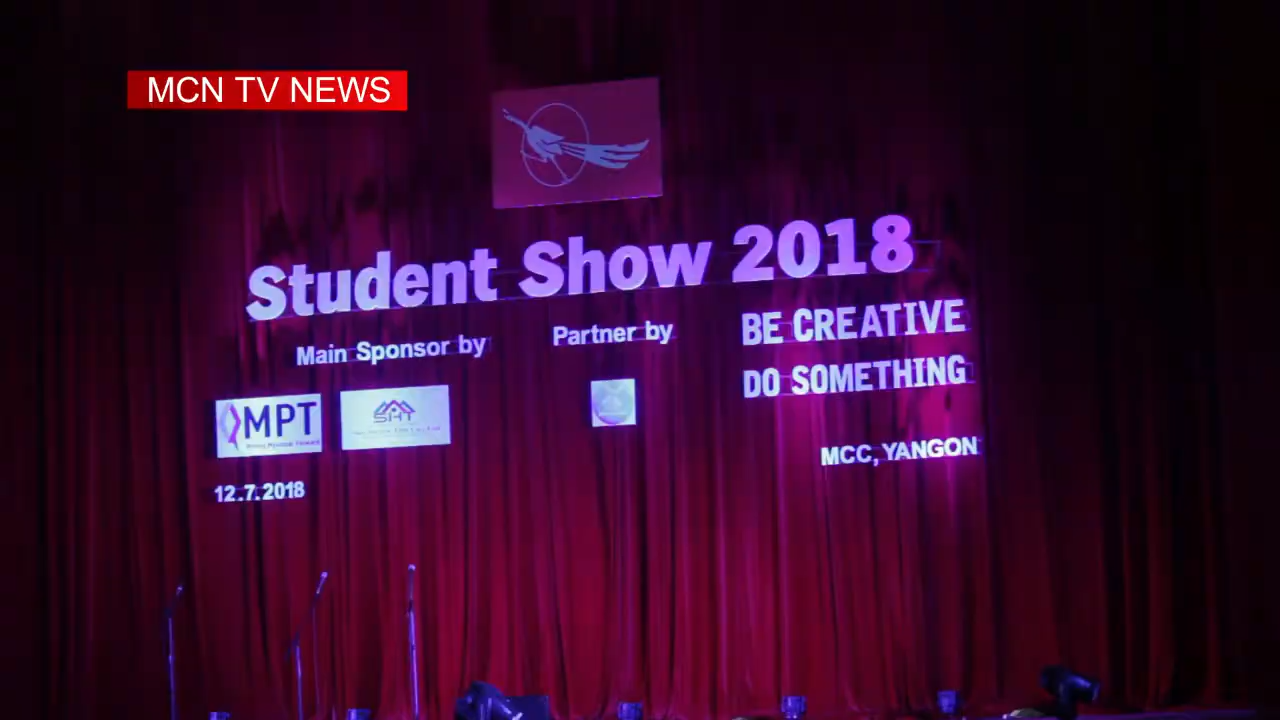 MCN TV NEWS
Student Show 2018
Main Sponsor by
Partner by
BE CREATIVE
DO SOMETHING
MPT
SHT
MCC, YANGON
12.7.2018